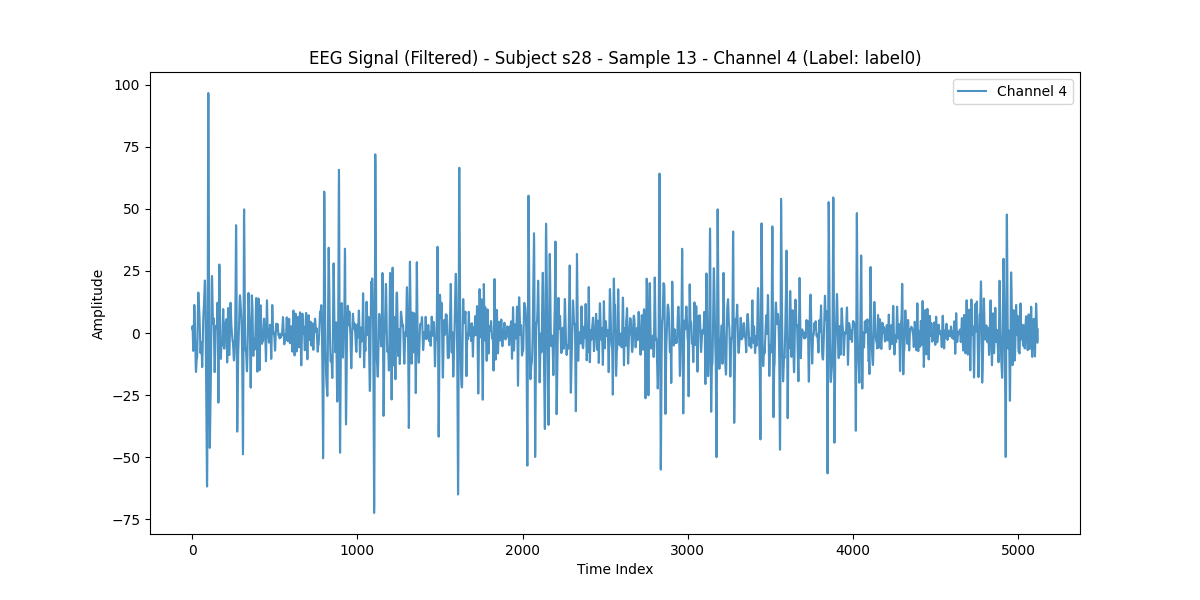 EEG Signal (Filtered) - Subject s28 - Sample 13 - Channel 4 (Label: label0)
Channel 4
100
75
50
25
0
−25
−50
−75
Amplitude
0 1000 2000 3000 4000 5000
Time Index